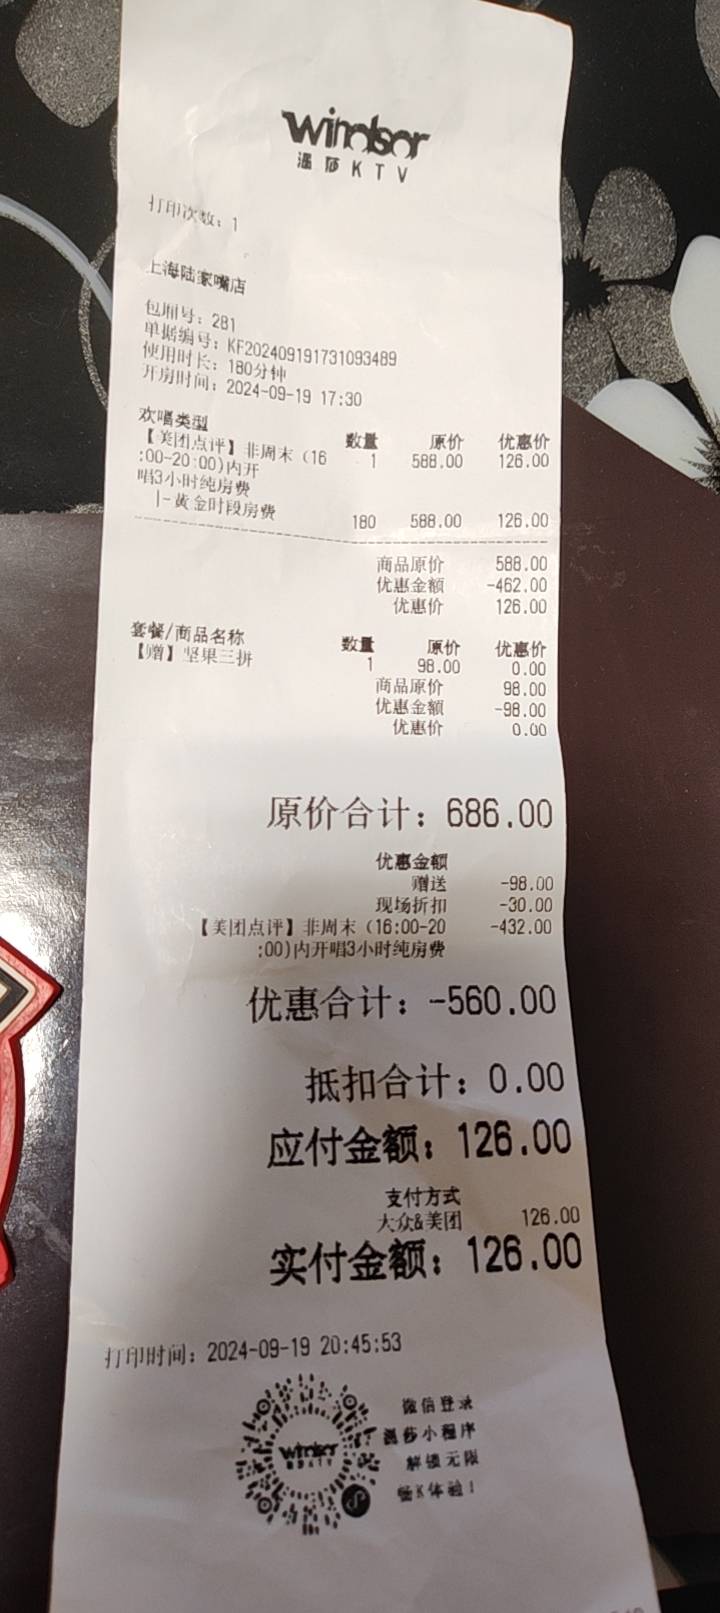 windsor
温莎KTV
打印次数：1
上海陆家嘴店
包厢号：281
单据编号：KF202409191731093489
使用时长：180分钟
开房时间：2024-09-19 17:30
欢唱类型 数量 原价 优惠价
【美团点评】非周末（16 1 588.00 126.00
:00-20:00)内开
唱3小时纯房费
|-黄金时段房费 180 588.00 126.00
商品原价 588.00
优惠金额 -462.00
优惠价 126.00
套餐/商品名称 数量 原价 优惠价
【赠】坚果三拼 1 98.00 0.00
商品原价 98.00
优惠金额 -98.00
优惠价 0.00
原价合计：686.00
优惠金额
赠送 -98.00
现场折扣 -30.00
【美团点评】非周末（16:00-20 -432.00
:00)内开唱3小时纯房费
优惠合计：-560.00
抵扣合计：0.00
应付金额：126.00
支付方式
大众&美团 126.00
实付金额：126.00
打印时间：2024-09-19 20:45:53
windsor
温莎KTV
微信登录
温莎小程序
解锁无限
畅K体验！